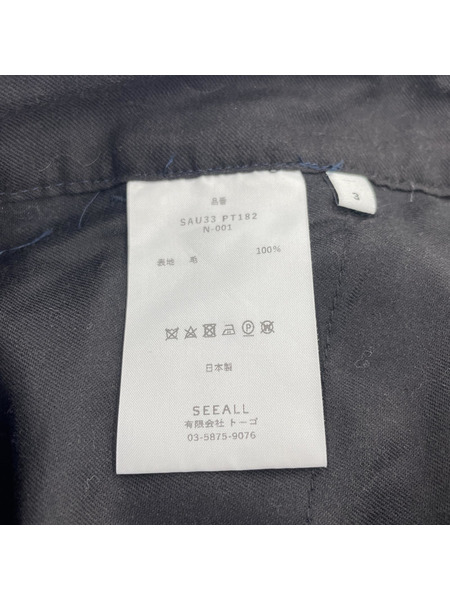 品番
SAU33 PT182
N-001
表地 毛 100%
日本製
SEEALL
有限会社 トーゴ
03-5875-9076
3